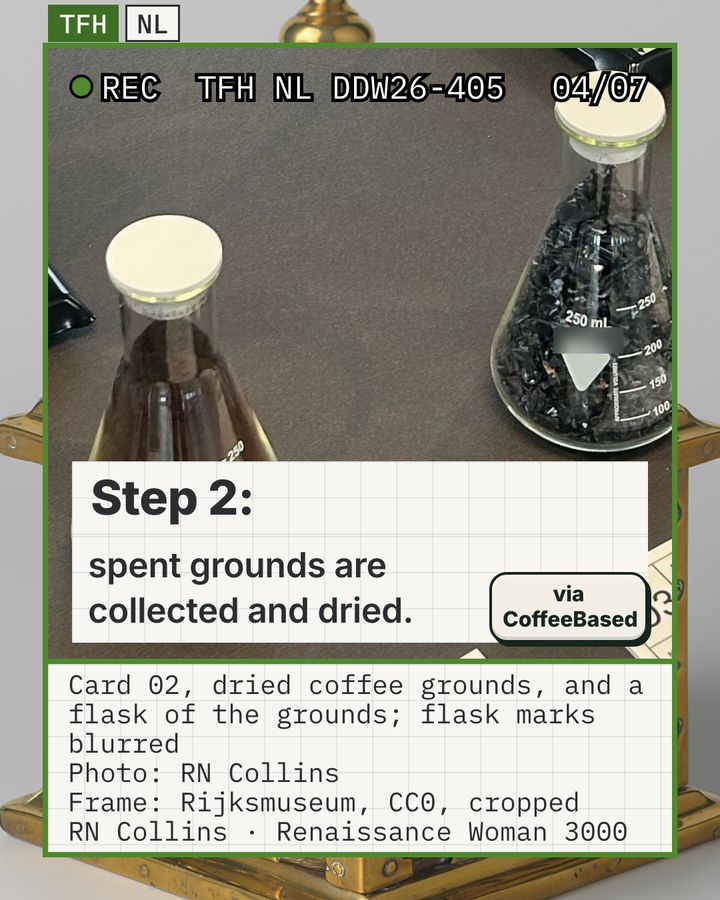 TFH NL
REC TFH NL DDW26-405 04/07
250 mL
250
200
150
100
250
Step 2:
spent grounds are
collected and dried.
via
CoffeeBased
Card 02, dried coffee grounds, and a
flask of the grounds; flask marks
blurred
Photo: RN Collins
Frame: Rijksmuseum, CC0, cropped
RN Collins · Renaissance Woman 3000